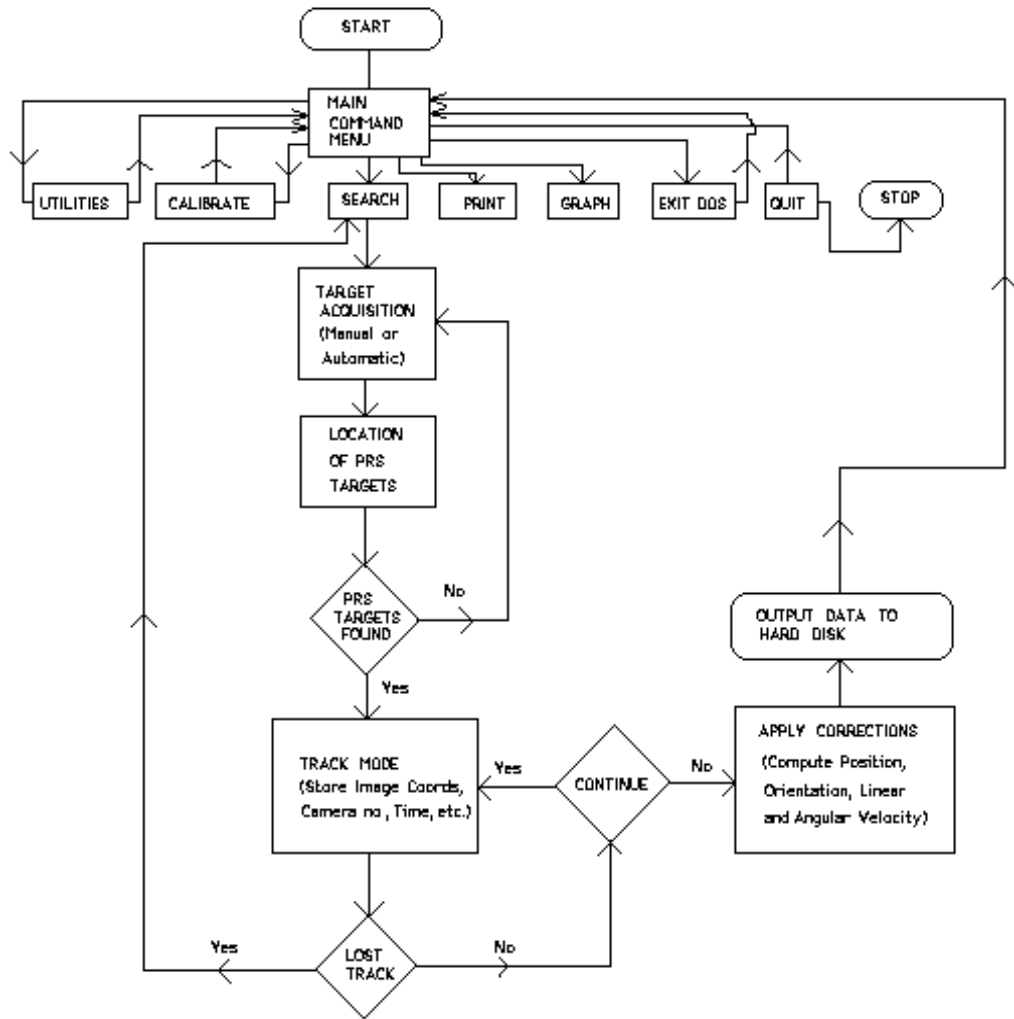 START
MAIN
COMMAND
MENU
UTILITIES
CALIBRATE
SEARCH
PRINT
GRAPH
EXIT DOS
QUIT
STOP
TARGET
ACQUISITION
(Manual or
Automatic)
LOCATION
OF PRS
TARGETS
PRS
TARGETS
FOUND
No
Yes
TRACK MODE
(Store Image Coords,
Camera no., Time, etc.)
Yes
CONTINUE
No
OUTPUT DATA TO
HARD DISK
APPLY CORRECTIONS
(Compute Position,
Orientation, Linear
and Angular Velocity)
Yes
LOST
TRACK
No